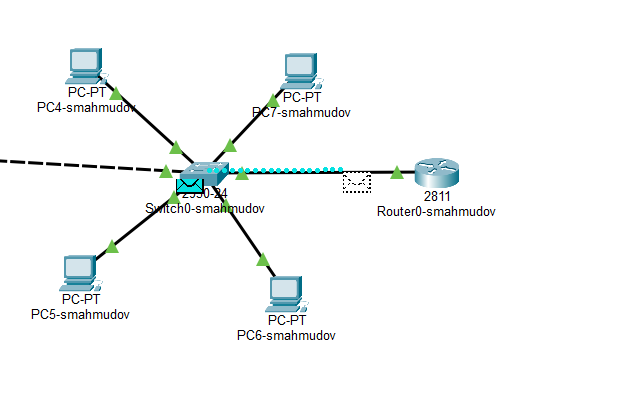 PC-PT
PC4-smahmudov
PC-PT
PC7-smahmudov
2950-24
Switch0-smahmudov
2811
Router0-smahmudov
PC-PT
PC5-smahmudov
PC-PT
PC6-smahmudov